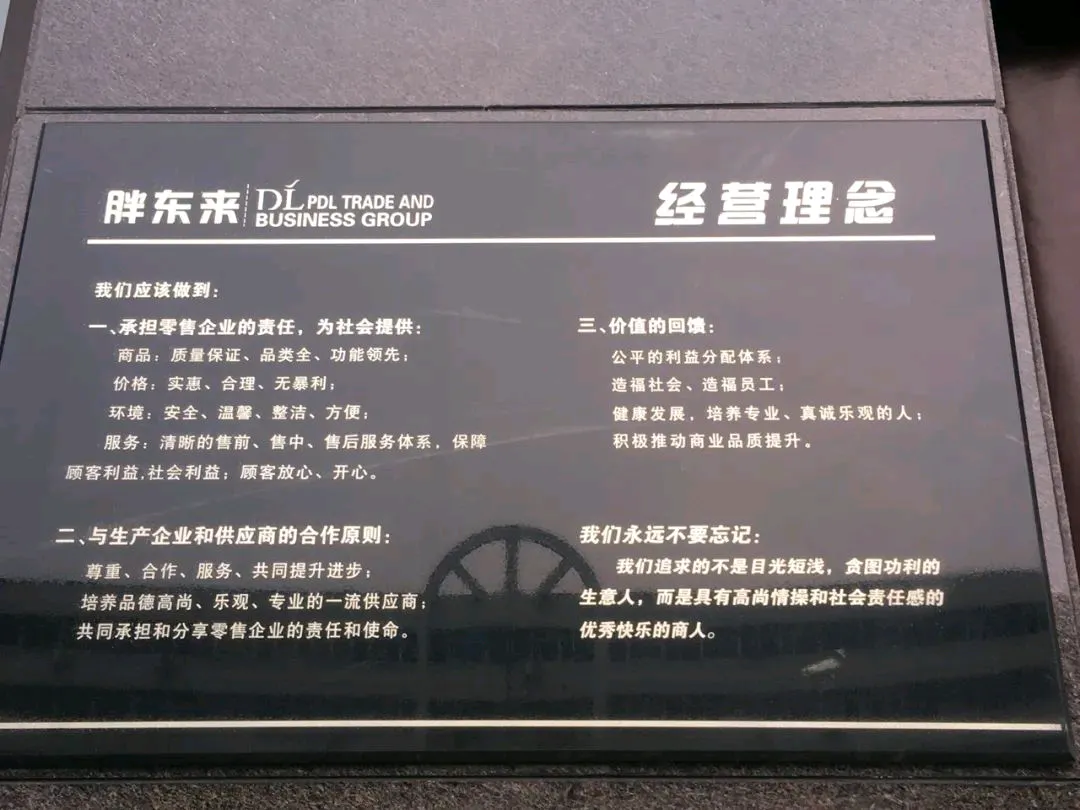 胖东来 DL PDL TRADE AND
BUSINESS GROUP
经营理念
我们应该做到：
一、承担零售企业的责任，为社会提供：
商品：质量保证、品类全、功能领先；
价格：实惠、合理、无暴利；
环境：安全、温馨、整洁、方便；
服务：清晰的售前、售中、售后服务体系，保障
顾客利益,社会利益；顾客放心、开心。
二、与生产企业和供应商的合作原则：
尊重、合作、服务、共同提升进步；
培养品德高尚、乐观、专业的一流供应商；
共同承担和分享零售企业的责任和使命。
三、价值的回馈：
公平的利益分配体系；
造福社会、造福员工；
健康发展，培养专业、真诚乐观的人；
积极推动商业品质提升。
我们永远不要忘记：
我们追求的不是目光短浅，贪图功利的
生意人，而是具有高尚情操和社会责任感的
优秀快乐的商人。